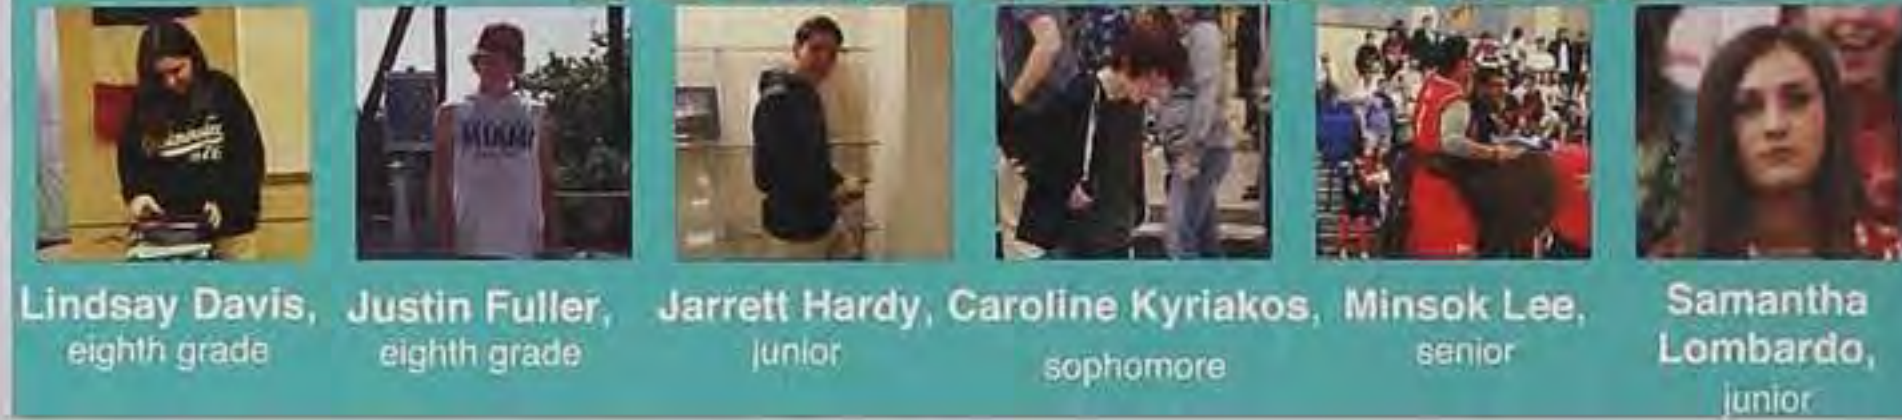 Lindsay Davis,
eighth grade
Justin Fuller,
eighth grade
Jarrett Hardy,
junior
Caroline Kyriakos,
sophomore
Minsok Lee,
senior
Samantha
Lombardo,
junior